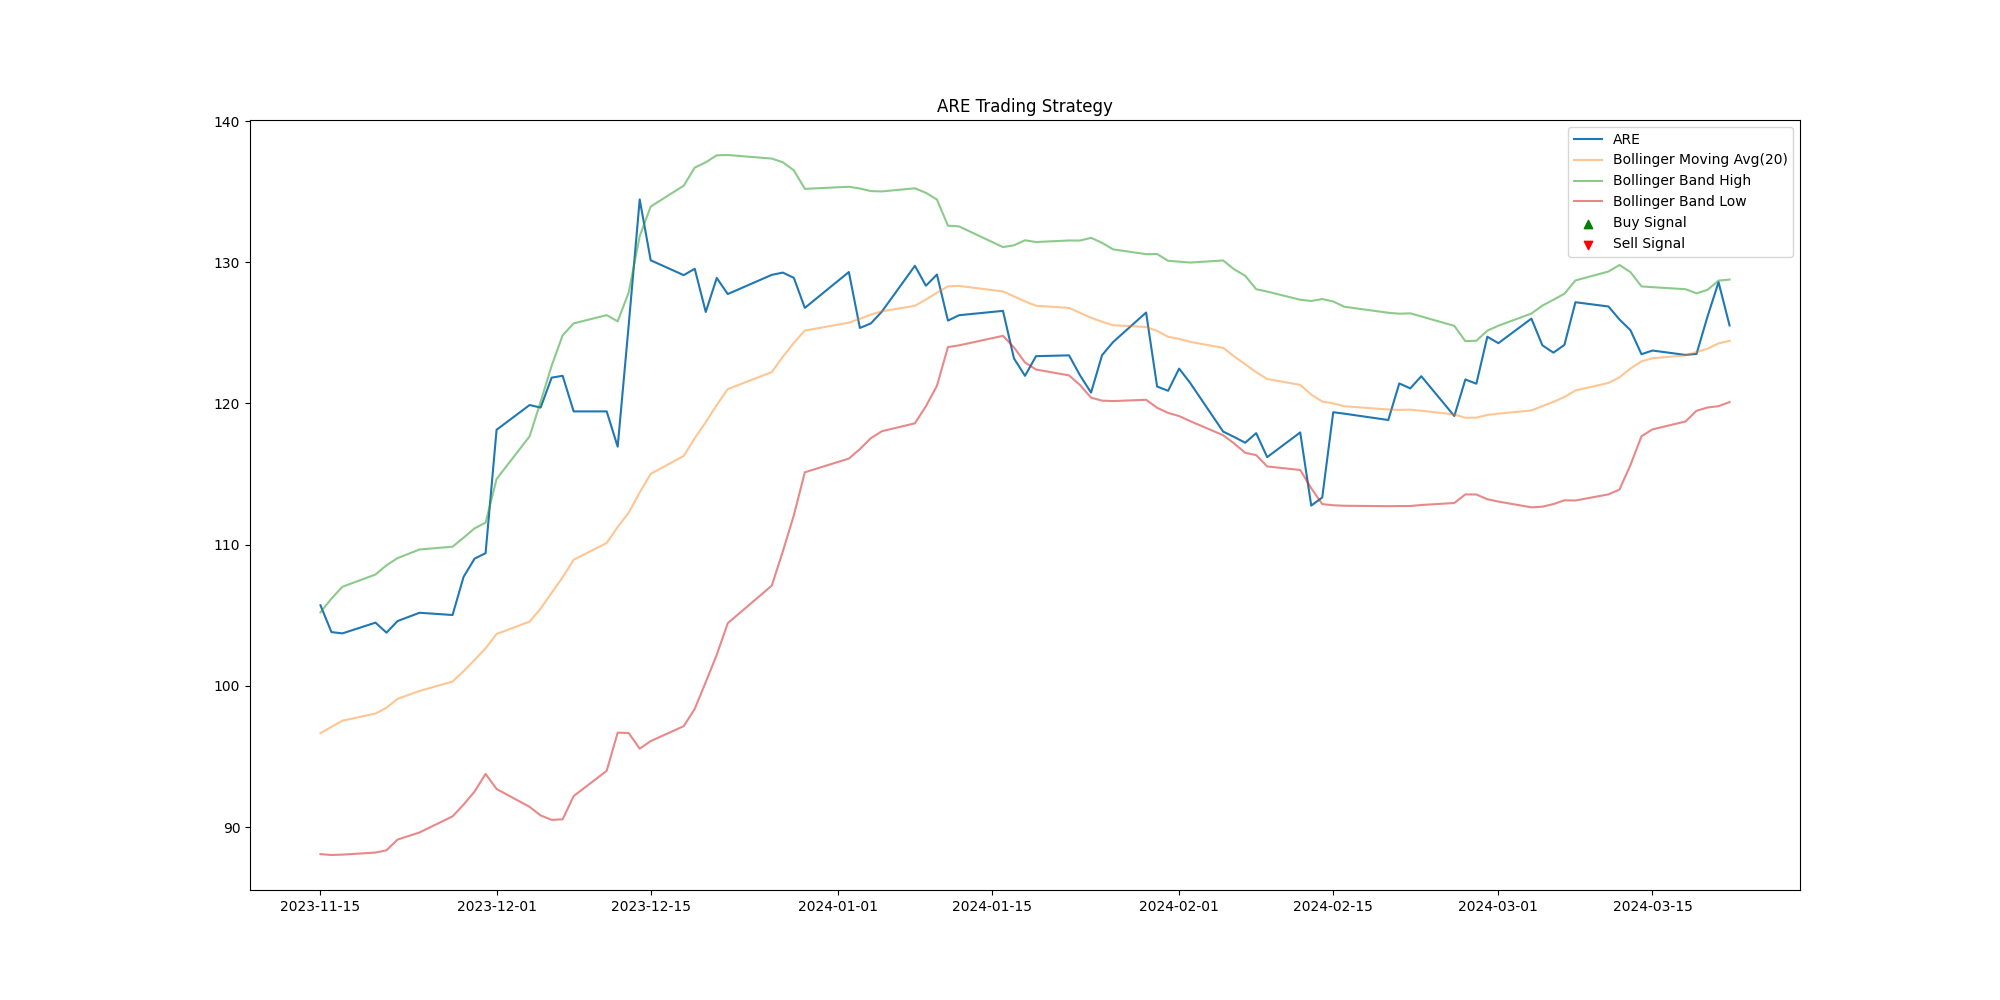 ARE Trading Strategy
140
130
120
110
100
90
ARE
Bollinger Moving Avg(20)
Bollinger Band High
Bollinger Band Low
Buy Signal
Sell Signal
2023-11-15
2023-12-01
2023-12-15
2024-01-01
2024-01-15
2024-02-01
2024-02-15
2024-03-01
2024-03-15